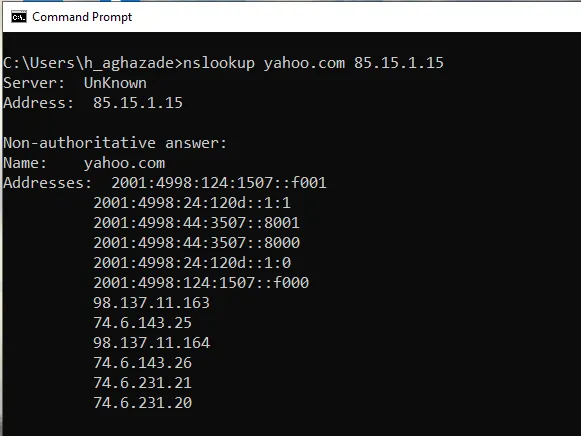 Command Prompt
C:\Users\h_aghazade>nslookup yahoo.com 85.15.1.15
Server:  UnKnown
Address:  85.15.1.15
Non-authoritative answer:
Name:    yahoo.com
Addresses:  2001:4998:124:1507::f001
2001:4998:24:120d::1:1
2001:4998:44:3507::8001
2001:4998:44:3507::8000
2001:4998:24:120d::1:0
2001:4998:124:1507::f000
98.137.11.163
74.6.143.25
98.137.11.164
74.6.143.26
74.6.231.21
74.6.231.20